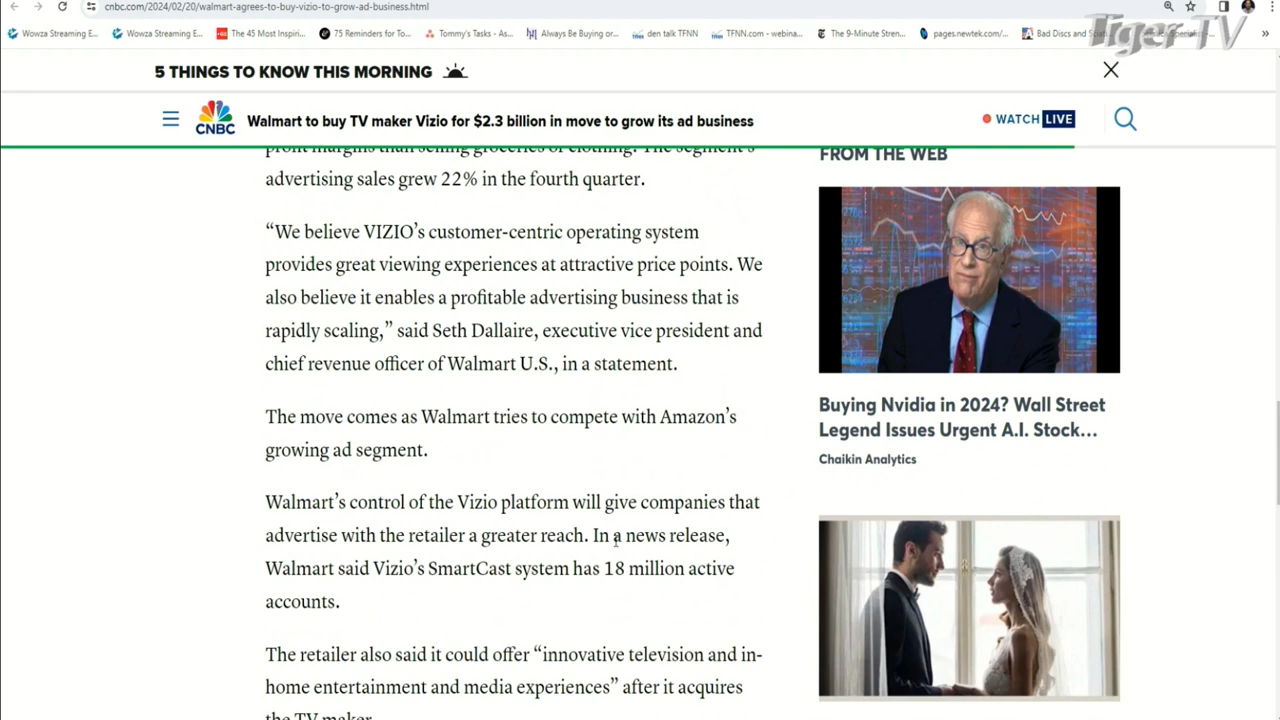 cnbc.com/2024/02/20/walmart-agrees-to-buy-vizio-to-grow-ad-business.html
Wowza Streaming E... Wowza Streaming E... The 45 Most Inspiri... 75 Reminders for To... Tommy's Tasks - As... Always Be Buying or... den talk TFNN TFNN.com - webina... The 9-Minute Stren... pages.newtek.com/... Bad Discs and
Tiger TV
5 THINGS TO KNOW THIS MORNING
CNBC
Walmart to buy TV maker Vizio for $2.3 billion in move to grow its ad business
WATCH LIVE
profit margins than selling groceries or clothing. The segment's
advertising sales grew 22% in the fourth quarter.
“We believe VIZIO’s customer-centric operating system
provides great viewing experiences at attractive price points. We
also believe it enables a profitable advertising business that is
rapidly scaling,” said Seth Dallaire, executive vice president and
chief revenue officer of Walmart U.S., in a statement.
The move comes as Walmart tries to compete with Amazon’s
growing ad segment.
Walmart’s control of the Vizio platform will give companies that
advertise with the retailer a greater reach. In a news release,
Walmart said Vizio’s SmartCast system has 18 million active
accounts.
The retailer also said it could offer “innovative television and in-
home entertainment and media experiences” after it acquires
the TV maker.
FROM THE WEB
Buying Nvidia in 2024? Wall Street
Legend Issues Urgent A.I. Stock...
Chaikin Analytics